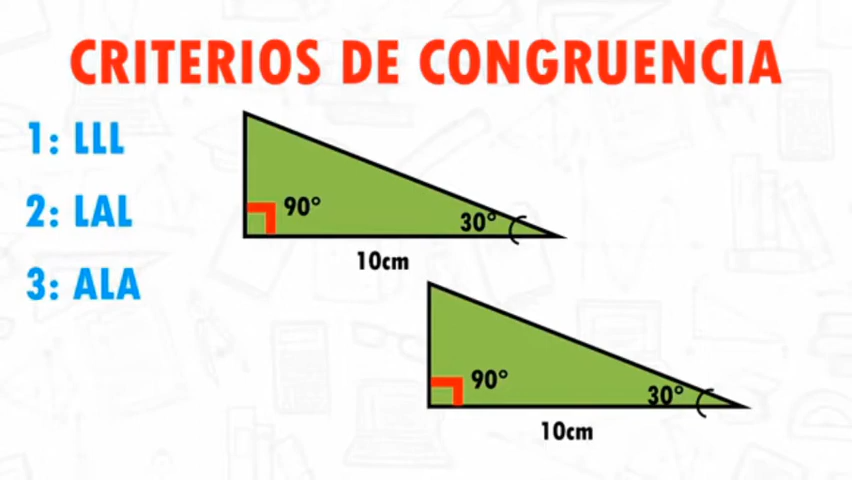 CRITERIOS DE CONGRUENCIA
1: LLL
2: LAL
3: ALA
90°
30°
10cm
90°
30°
10cm